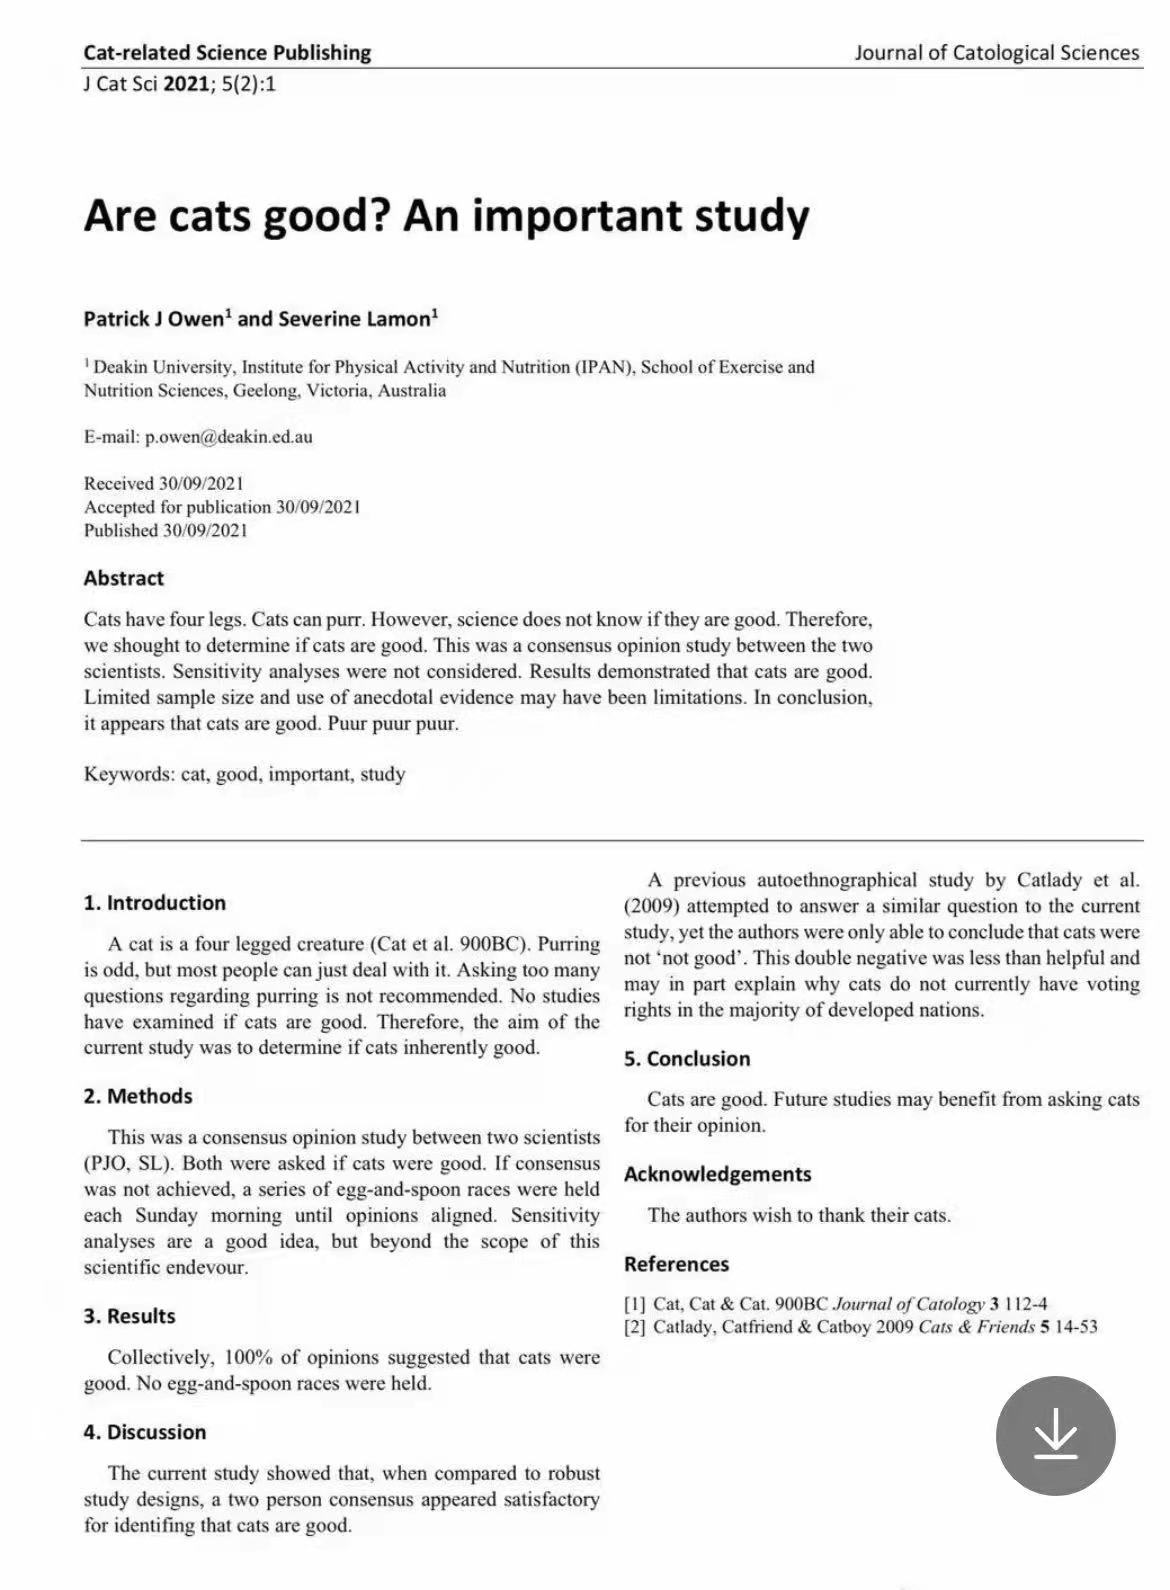 Cat-related Science Publishing
Journal of Catological Sciences
J Cat Sci 2021; 5(2):1
Are cats good? An important study
Patrick J Owen¹ and Severine Lamon¹
¹ Deakin University, Institute for Physical Activity and Nutrition (IPAN), School of Exercise and
Nutrition Sciences, Geelong, Victoria, Australia
E-mail: p.owen@deakin.ed.au
Received 30/09/2021
Accepted for publication 30/09/2021
Published 30/09/2021
Abstract
Cats have four legs. Cats can purr. However, science does not know if they are good. Therefore,
we shought to determine if cats are good. This was a consensus opinion study between the two
scientists. Sensitivity analyses were not considered. Results demonstrated that cats are good.
Limited sample size and use of anecdotal evidence may have been limitations. In conclusion,
it appears that cats are good. Puur puur puur.
Keywords: cat, good, important, study
1. Introduction
A cat is a four legged creature (Cat et al. 900BC). Purring
is odd, but most people can just deal with it. Asking too many
questions regarding purring is not recommended. No studies
have examined if cats are good. Therefore, the aim of the
current study was to determine if cats inherently good.
2. Methods
This was a consensus opinion study between two scientists
(PJO, SL). Both were asked if cats were good. If consensus
was not achieved, a series of egg-and-spoon races were held
each Sunday morning until opinions aligned. Sensitivity
analyses are a good idea, but beyond the scope of this
scientific endevour.
3. Results
Collectively, 100% of opinions suggested that cats were
good. No egg-and-spoon races were held.
4. Discussion
The current study showed that, when compared to robust
study designs, a two person consensus appeared satisfactory
for identifing that cats are good.
A previous autoethnographical study by Catlady et al.
(2009) attempted to answer a similar question to the current
study, yet the authors were only able to conclude that cats were
not ‘not good’. This double negative was less than helpful and
may in part explain why cats do not currently have voting
rights in the majority of developed nations.
5. Conclusion
Cats are good. Future studies may benefit from asking cats
for their opinion.
Acknowledgements
The authors wish to thank their cats.
References
[1] Cat, Cat & Cat. 900BC Journal of Catology 3 112-4
[2] Catlady, Catfriend & Catboy 2009 Cats & Friends 5 14-53